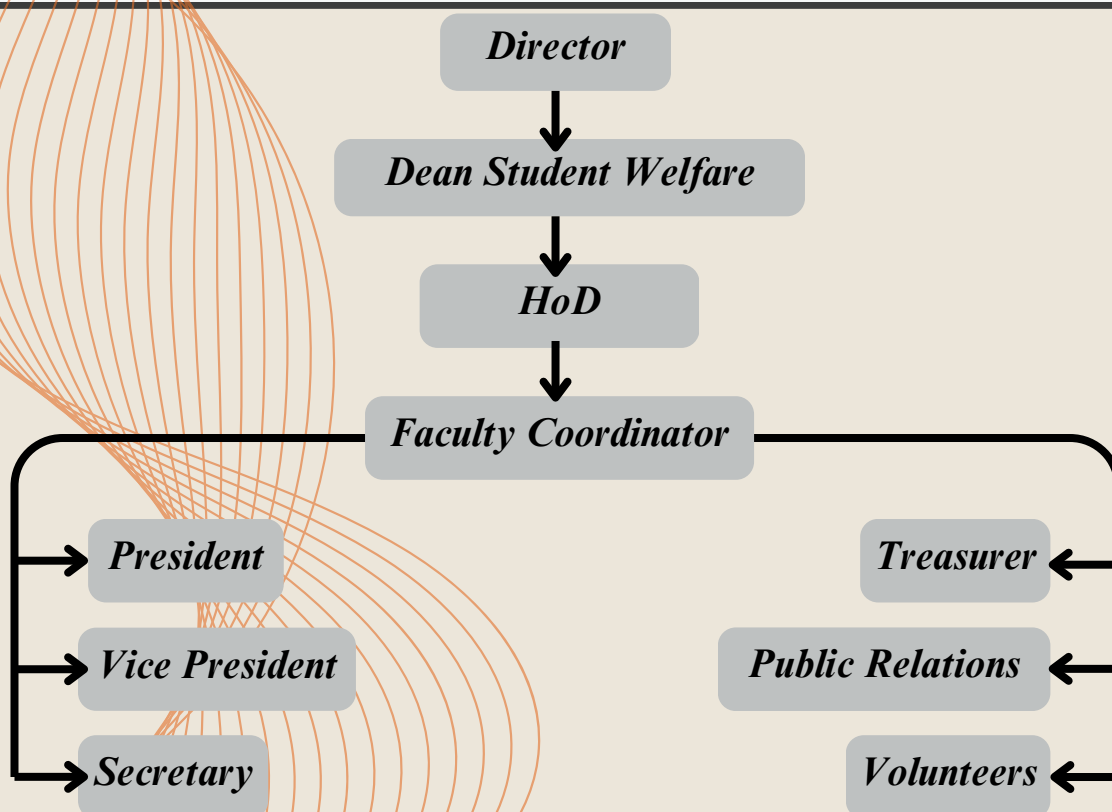 Director
Dean Student Welfare
HoD
Faculty Coordinator
President
Treasurer
Vice President
Public Relations
Secretary
Volunteers